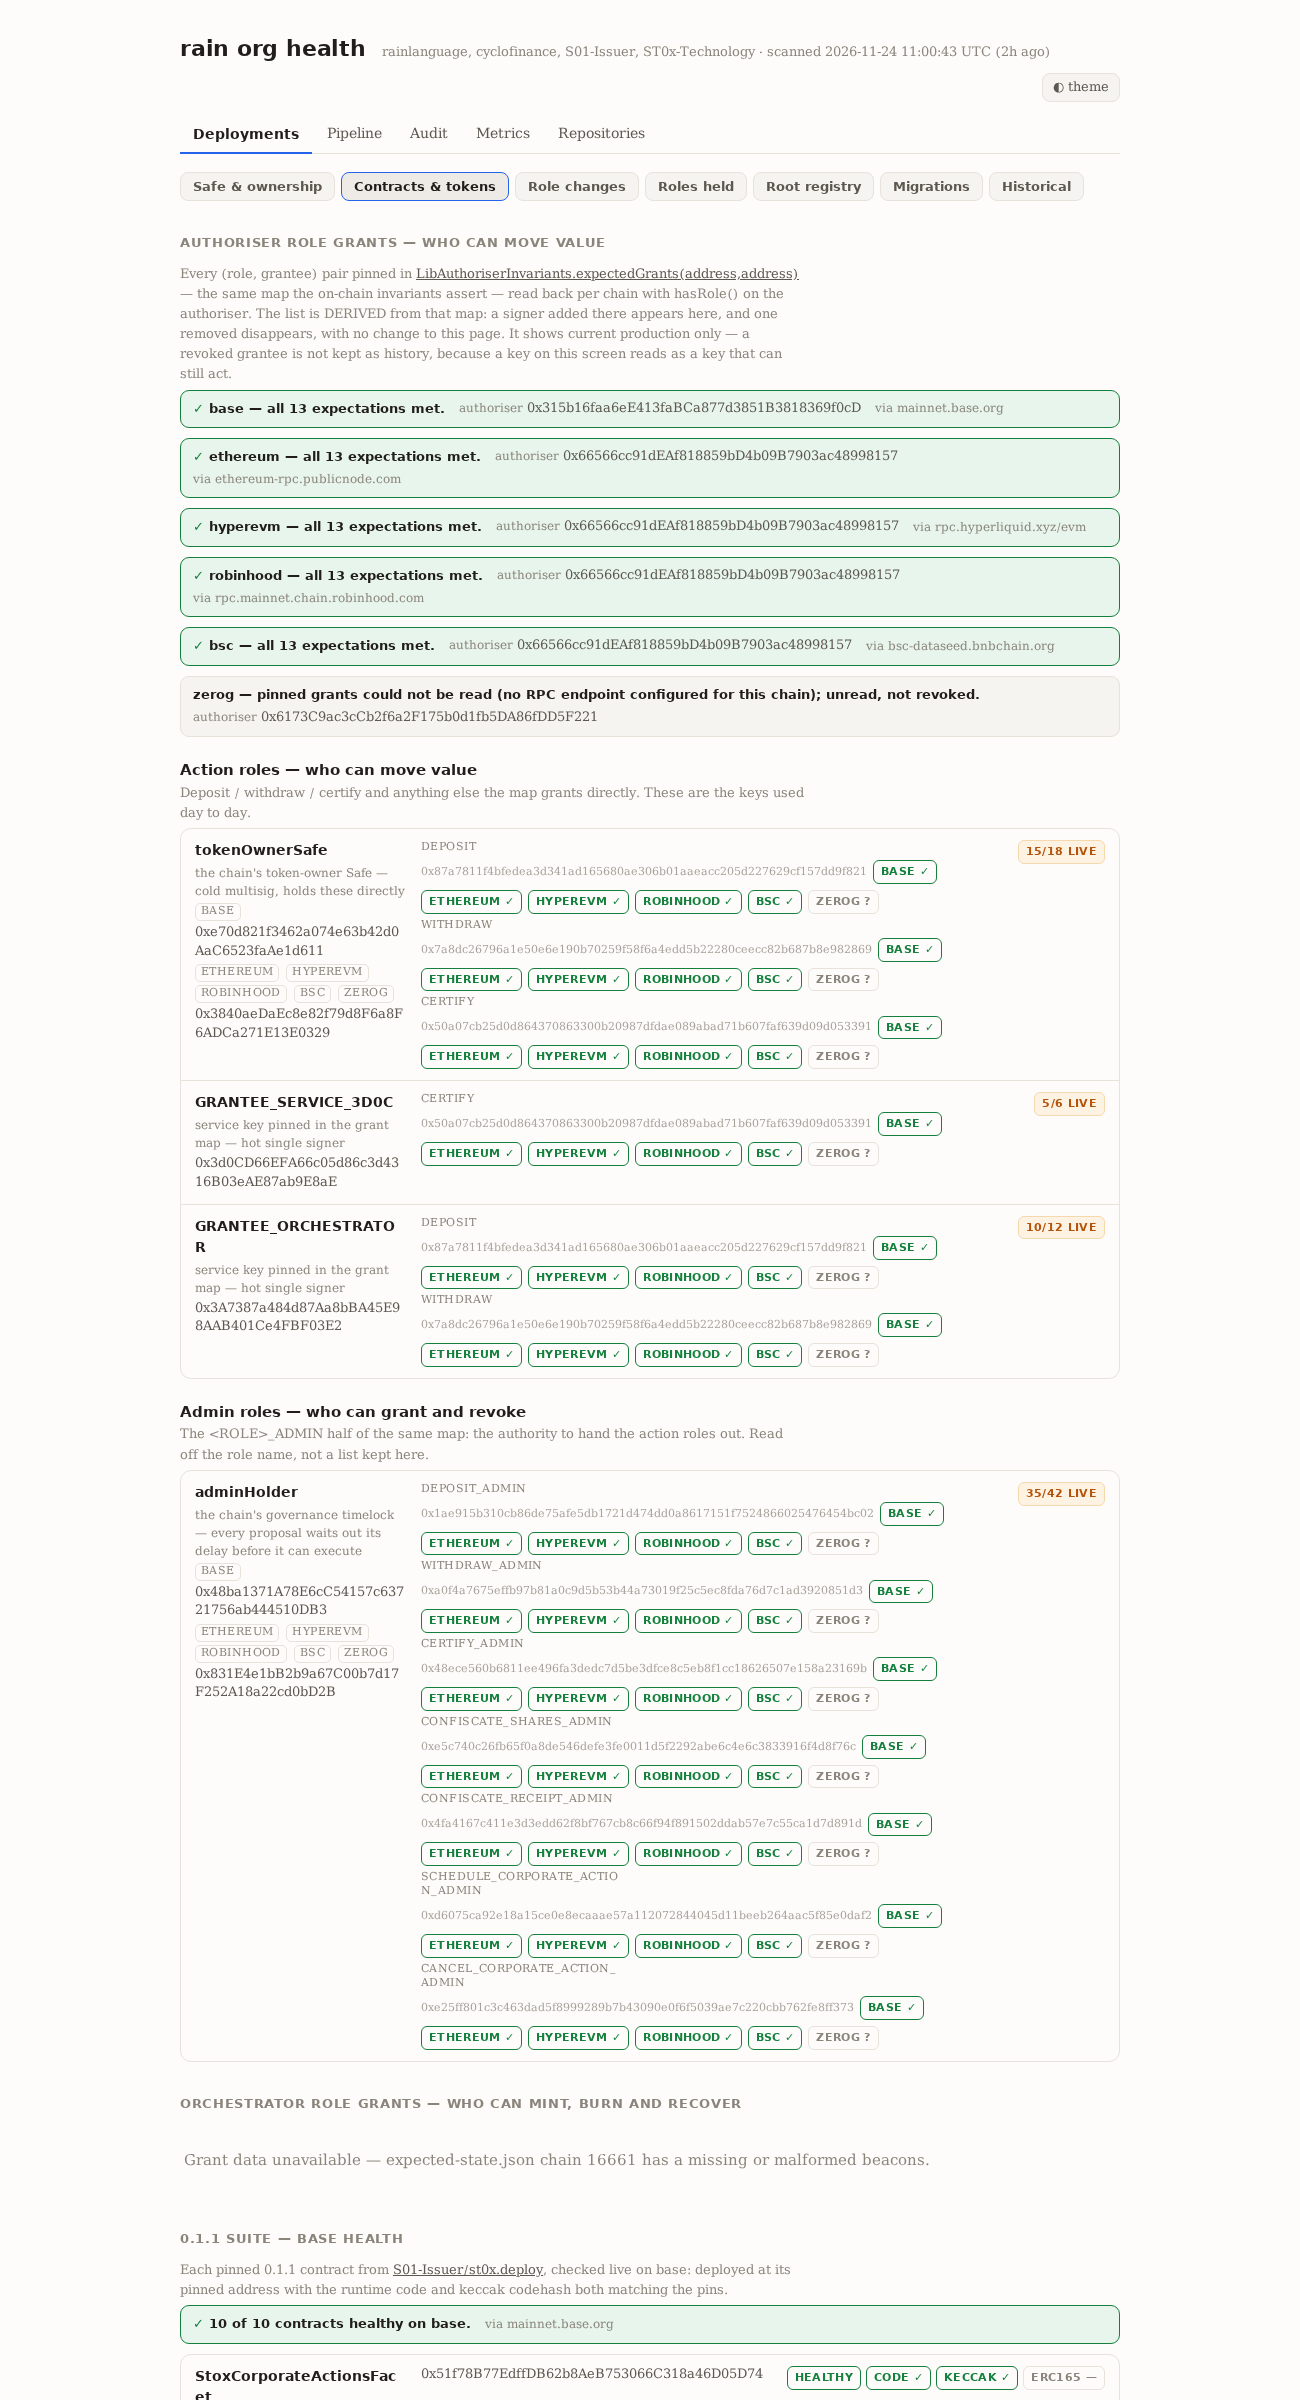 rain org health rainlanguage, cyclofinance, S01-Issuer, ST0x-Technology · scanned 2026-11-24 11:00:43 UTC (2h ago)
◐ theme
Deployments Pipeline Audit Metrics Repositories
Safe & ownership Contracts & tokens Role changes Roles held Root registry Migrations Historical
AUTHORISER ROLE GRANTS — WHO CAN MOVE VALUE
Every (role, grantee) pair pinned in LibAuthoriserInvariants.expectedGrants(address,address)
— the same map the on-chain invariants assert — read back per chain with hasRole() on the
authoriser. The list is DERIVED from that map: a signer added there appears here, and one
removed disappears, with no change to this page. It shows current production only — a
revoked grantee is not kept as history, because a key on this screen reads as a key that can
still act.
✓ base — all 13 expectations met. authoriser 0x315b16faa6eE413faBCa877d3851B3818369f0cD via mainnet.base.org
✓ ethereum — all 13 expectations met. authoriser 0x66566cc91dEAf818859bD4b09B7903ac48998157
via ethereum-rpc.publicnode.com
✓ hyperevm — all 13 expectations met. authoriser 0x66566cc91dEAf818859bD4b09B7903ac48998157 via rpc.hyperliquid.xyz/evm
✓ robinhood — all 13 expectations met. authoriser 0x66566cc91dEAf818859bD4b09B7903ac48998157
via rpc.mainnet.chain.robinhood.com
✓ bsc — all 13 expectations met. authoriser 0x66566cc91dEAf818859bD4b09B7903ac48998157 via bsc-dataseed.bnbchain.org
zerog — pinned grants could not be read (no RPC endpoint configured for this chain); unread, not revoked.
authoriser 0x6173C9ac3cCb2f6a2F175b0d1fb5DA86fDD5F221
Action roles — who can move value
Deposit / withdraw / certify and anything else the map grants directly. These are the keys used
day to day.
tokenOwnerSafe
the chain's token-owner Safe —
cold multisig, holds these directly
BASE
0xe70d821f3462a074e63b42d0
AaC6523faAe1d611
ETHEREUM HYPEREVM
ROBINHOOD BSC ZEROG
0x3840aeDaEc8e82f79d8F6a8F
6ADCa271E13E0329
DEPOSIT
0x87a7811f4bfedea3d341ad165680ae306b01aaeacc205d227629cf157dd9f821 BASE ✓
ETHEREUM ✓ HYPEREVM ✓ ROBINHOOD ✓ BSC ✓ ZEROG ?
WITHDRAW
0x7a8dc26796a1e50e6e190b70259f58f6a4edd5b22280ceecc82b687b8e982869 BASE ✓
ETHEREUM ✓ HYPEREVM ✓ ROBINHOOD ✓ BSC ✓ ZEROG ?
CERTIFY
0x50a07cb25d0d864370863300b20987dfdae089abad71b607faf639d09d053391 BASE ✓
ETHEREUM ✓ HYPEREVM ✓ ROBINHOOD ✓ BSC ✓ ZEROG ?
15/18 LIVE
GRANTEE_SERVICE_3D0C
service key pinned in the grant
map — hot single signer
0x3d0CD66EFA66c05d86c3d43
16B03eAE87ab9E8aE
CERTIFY
0x50a07cb25d0d864370863300b20987dfdae089abad71b607faf639d09d053391 BASE ✓
ETHEREUM ✓ HYPEREVM ✓ ROBINHOOD ✓ BSC ✓ ZEROG ?
5/6 LIVE
GRANTEE_ORCHESTRATO
R
service key pinned in the grant
map — hot single signer
0x3A7387a484d87Aa8bBA45E9
8AAB401Ce4FBF03E2
DEPOSIT
0x87a7811f4bfedea3d341ad165680ae306b01aaeacc205d227629cf157dd9f821 BASE ✓
ETHEREUM ✓ HYPEREVM ✓ ROBINHOOD ✓ BSC ✓ ZEROG ?
WITHDRAW
0x7a8dc26796a1e50e6e190b70259f58f6a4edd5b22280ceecc82b687b8e982869 BASE ✓
ETHEREUM ✓ HYPEREVM ✓ ROBINHOOD ✓ BSC ✓ ZEROG ?
10/12 LIVE
Admin roles — who can grant and revoke
The <ROLE>_ADMIN half of the same map: the authority to hand the action roles out. Read
off the role name, not a list kept here.
adminHolder
the chain's governance timelock
— every proposal waits out its
delay before it can execute
BASE
0x48ba1371A78E6cC54157c637
21756ab444510DB3
ETHEREUM HYPEREVM
ROBINHOOD BSC ZEROG
0x831E4e1bB2b9a67C00b7d17
F252A18a22cd0bD2B
DEPOSIT_ADMIN
0x1ae915b310cb86de75afe5db1721d474dd0a8617151f7524866025476454bc02 BASE ✓
ETHEREUM ✓ HYPEREVM ✓ ROBINHOOD ✓ BSC ✓ ZEROG ?
WITHDRAW_ADMIN
0xa0f4a7675effb97b81a0c9d5b53b44a73019f25c5ec8fda76d7c1ad3920851d3 BASE ✓
ETHEREUM ✓ HYPEREVM ✓ ROBINHOOD ✓ BSC ✓ ZEROG ?
CERTIFY_ADMIN
0x48ece560b6811ee496fa3dedc7d5be3dfce8c5eb8f1cc18626507e158a23169b BASE ✓
ETHEREUM ✓ HYPEREVM ✓ ROBINHOOD ✓ BSC ✓ ZEROG ?
CONFISCATE_SHARES_ADMIN
0xe5c740c26fb65f0a8de546defe3fe0011d5f2292abe6c4e6c3833916f4d8f76c BASE ✓
ETHEREUM ✓ HYPEREVM ✓ ROBINHOOD ✓ BSC ✓ ZEROG ?
CONFISCATE_RECEIPT_ADMIN
0x4fa4167c411e3d3edd62f8bf767cb8c66f94f891502ddab57e7c55ca1d7d891d BASE ✓
ETHEREUM ✓ HYPEREVM ✓ ROBINHOOD ✓ BSC ✓ ZEROG ?
SCHEDULE_CORPORATE_ACTIO
N_ADMIN
0xd6075ca92e18a15ce0e8ecaaae57a112072844045d11beeb264aac5f85e0daf2 BASE ✓
ETHEREUM ✓ HYPEREVM ✓ ROBINHOOD ✓ BSC ✓ ZEROG ?
CANCEL_CORPORATE_ACTION_
ADMIN
0xe25ff801c3c463dad5f8999289b7b43090e0f6f5039ae7c220cbb762fe8ff373 BASE ✓
ETHEREUM ✓ HYPEREVM ✓ ROBINHOOD ✓ BSC ✓ ZEROG ?
35/42 LIVE
ORCHESTRATOR ROLE GRANTS — WHO CAN MINT, BURN AND RECOVER
Grant data unavailable — expected-state.json chain 16661 has a missing or malformed beacons.
0.1.1 SUITE — BASE HEALTH
Each pinned 0.1.1 contract from S01-Issuer/st0x.deploy, checked live on base: deployed at its
pinned address with the runtime code and keccak codehash both matching the pins.
✓ 10 of 10 contracts healthy on base. via mainnet.base.org
StoxCorporateActionsFac
et
0x51f78B77EdffDB62b8AeB753066C318a46D05D74 HEALTHY CODE ✓ KECCAK ✓ ERC165 —